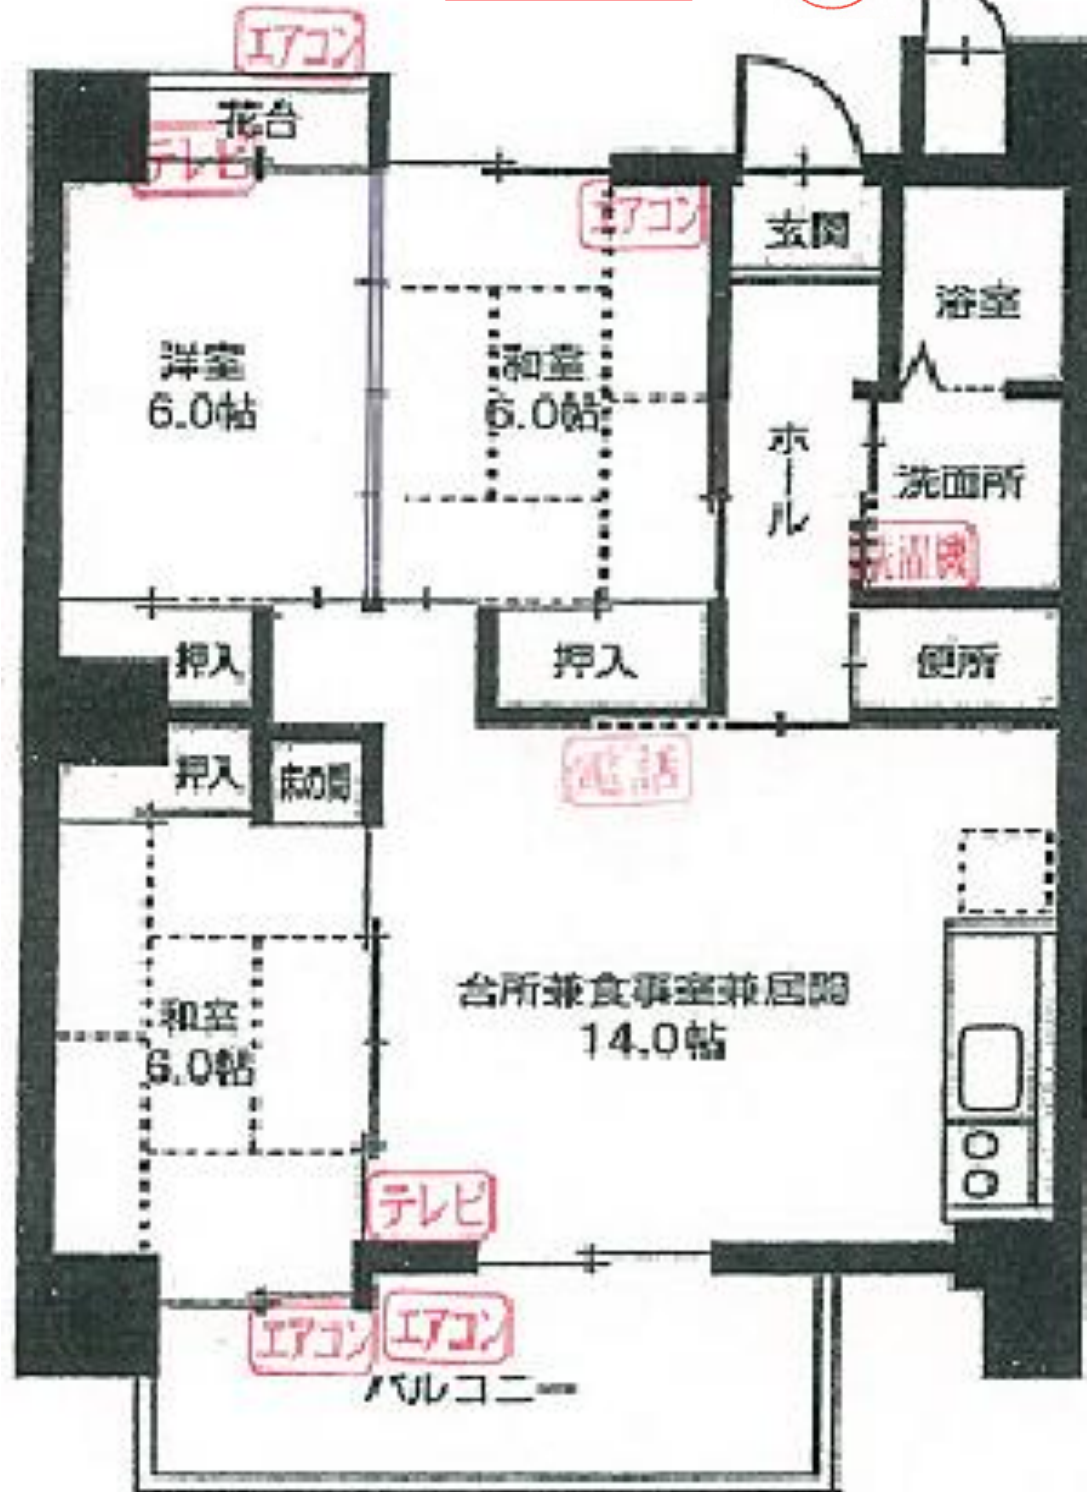 エアコン
花台
テレビ
エアコン
玄関
浴室
洋室
6.0帖
和室
6.0帖
ホール
洗面所
洗濯機
押入
押入
便所
電話
押入
床の間
台所兼食事室兼居間
14.0帖
和室
6.0帖
テレビ
エアコン
エアコン
バルコニー